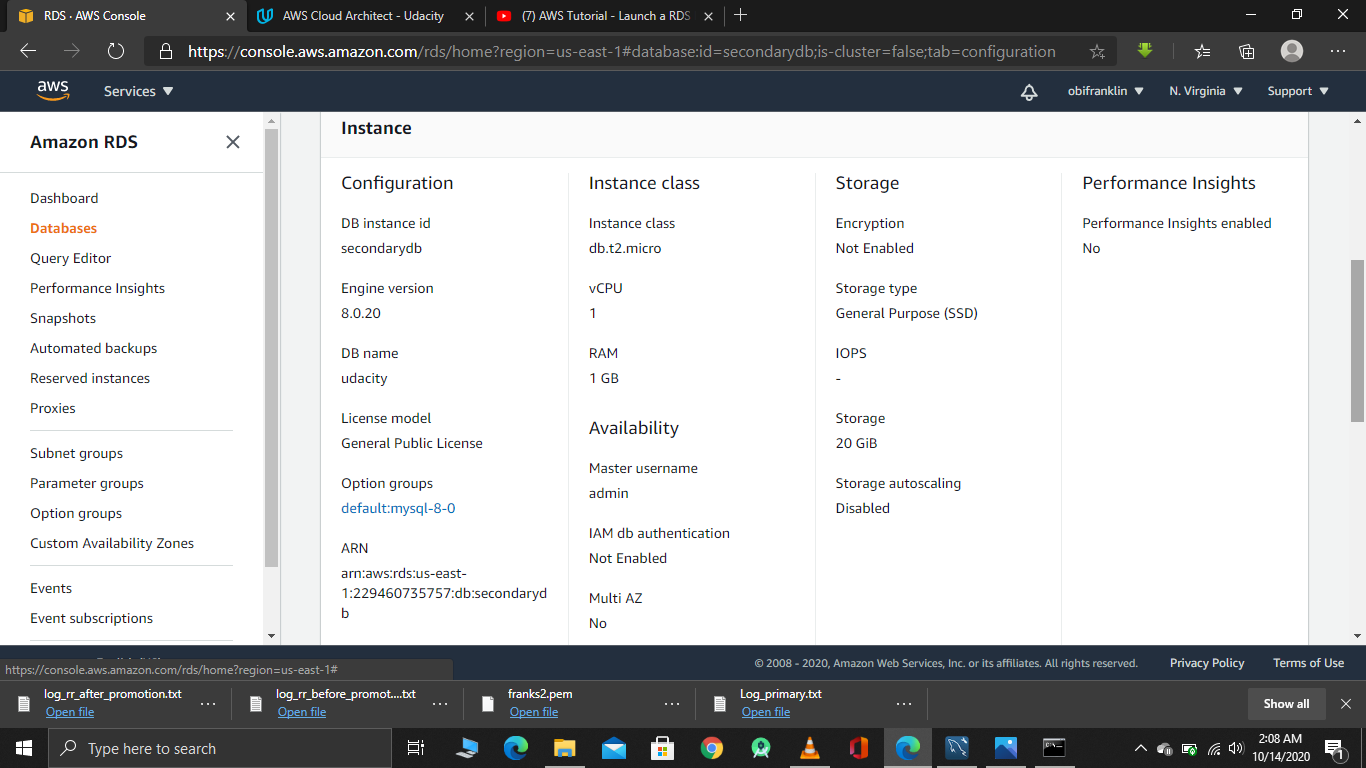 RDS · AWS Console
AWS Cloud Architect - Udacity
(7) AWS Tutorial - Launch a RDS
https://console.aws.amazon.com/rds/home?region=us-east-1#database:id=secondarydb;is-cluster=false;tab=configuration
aws
Services
obifranklin
N. Virginia
Support
Amazon RDS
Dashboard
Databases
Query Editor
Performance Insights
Snapshots
Automated backups
Reserved instances
Proxies
Subnet groups
Parameter groups
Option groups
Custom Availability Zones
Events
Event subscriptions
Instance
Configuration
DB instance id
secondarydb
Engine version
8.0.20
DB name
udacity
License model
General Public License
Option groups
default:mysql-8-0
ARN
arn:aws:rds:us-east-
1:229460735757:db:secondaryd
b
Instance class
Instance class
db.t2.micro
vCPU
1
RAM
1 GB
Availability
Master username
admin
IAM db authentication
Not Enabled
Multi AZ
No
Storage
Encryption
Not Enabled
Storage type
General Purpose (SSD)
IOPS
-
Storage
20 GiB
Storage autoscaling
Disabled
Performance Insights
Performance Insights enabled
No
https://console.aws.amazon.com/rds/home?region=us-east-1#
© 2008 - 2020, Amazon Web Services, Inc. or its affiliates. All rights reserved.
Privacy Policy
Terms of Use
log_rr_after_promotion.txt
Open file
log_rr_before_promot....txt
Open file
franks2.pem
Open file
Log_primary.txt
Open file
Show all
Type here to search
2:08 AM
10/14/2020
1